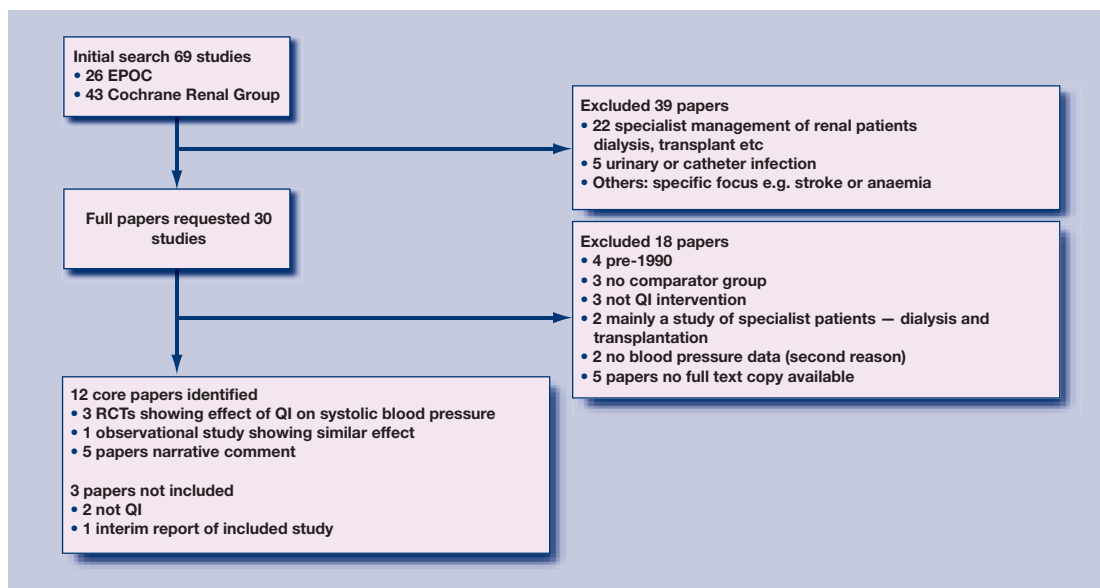 Initial search 69 studies
• 26 EPOC
• 43 Cochrane Renal Group
Excluded 39 papers
• 22 specialist management of renal patients
dialysis, transplant etc
• 5 urinary or catheter infection
• Others: specific focus e.g. stroke or anaemia
Full papers requested 30
studies
Excluded 18 papers
• 4 pre-1990
• 3 no comparator group
• 3 not QI intervention
• 2 mainly a study of specialist patients — dialysis and
transplantation
• 2 no blood pressure data (second reason)
• 5 papers no full text copy available
12 core papers identified
• 3 RCTs showing effect of QI on systolic blood pressure
• 1 observational study showing similar effect
• 5 papers narrative comment
3 papers not included
• 2 not QI
• 1 interim report of included study